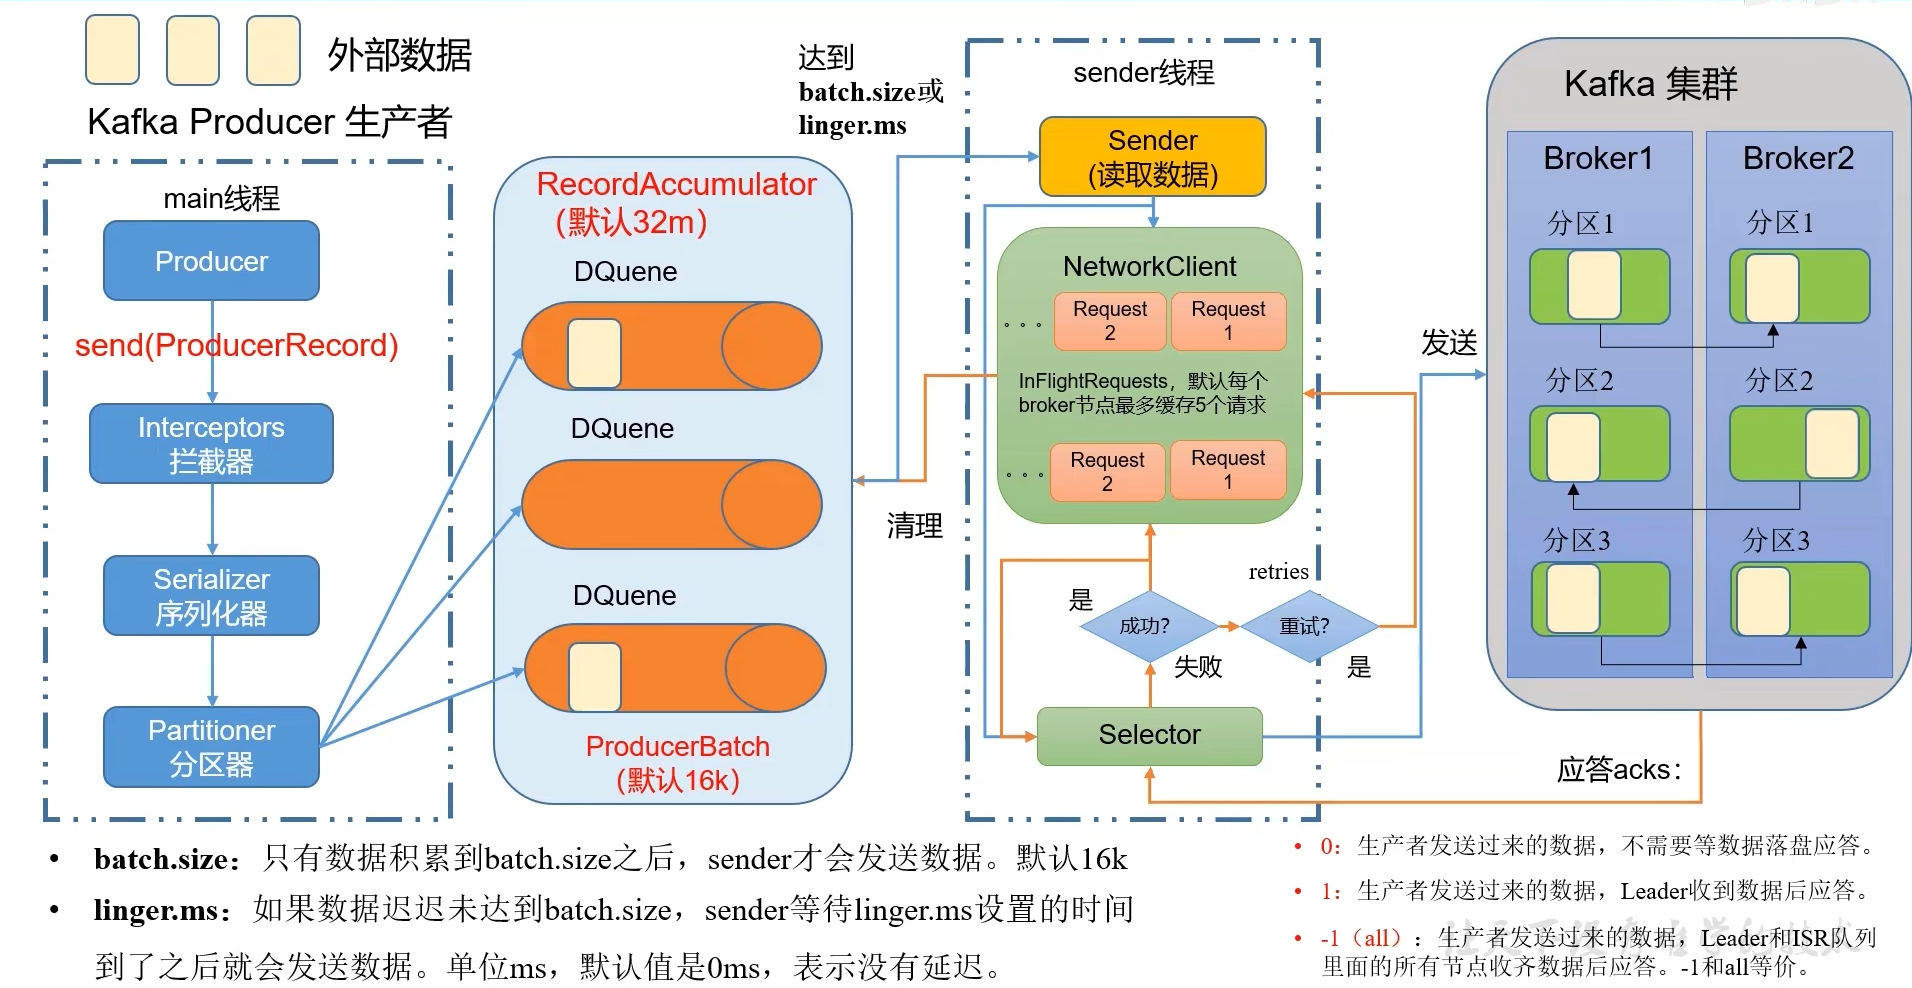 外部数据
Kafka Producer 生产者
main线程
Producer
send(ProducerRecord)
Interceptors
拦截器
Serializer
序列化器
Partitioner
分区器
RecordAccumulator
（默认32m）
DQuene
DQuene
DQuene
ProducerBatch
（默认16k）
达到
batch.size或
linger.ms
清理
sender线程
Sender
(读取数据)
NetworkClient
。。。
Request
2
Request
1
InFlightRequests，默认每个
broker节点最多缓存5个请求
。。。
Request
2
Request
1
retries
是
成功?
失败
重试?
是
Selector
发送
Kafka 集群
Broker1
分区1
分区2
分区3
Broker2
分区1
分区2
分区3
应答acks：
• batch.size：只有数据积累到batch.size之后，sender才会发送数据。默认16k
• linger.ms：如果数据迟迟未达到batch.size，sender等待linger.ms设置的时间
到了之后就会发送数据。单位ms，默认值是0ms，表示没有延迟。
• 0：生产者发送过来的数据，不需要等数据落盘应答。
• 1：生产者发送过来的数据，Leader收到数据后应答。
• -1（all）：生产者发送过来的数据，Leader和ISR队列
里面的所有节点收齐数据后应答。-1和all等价。
让天下没有难学的技术